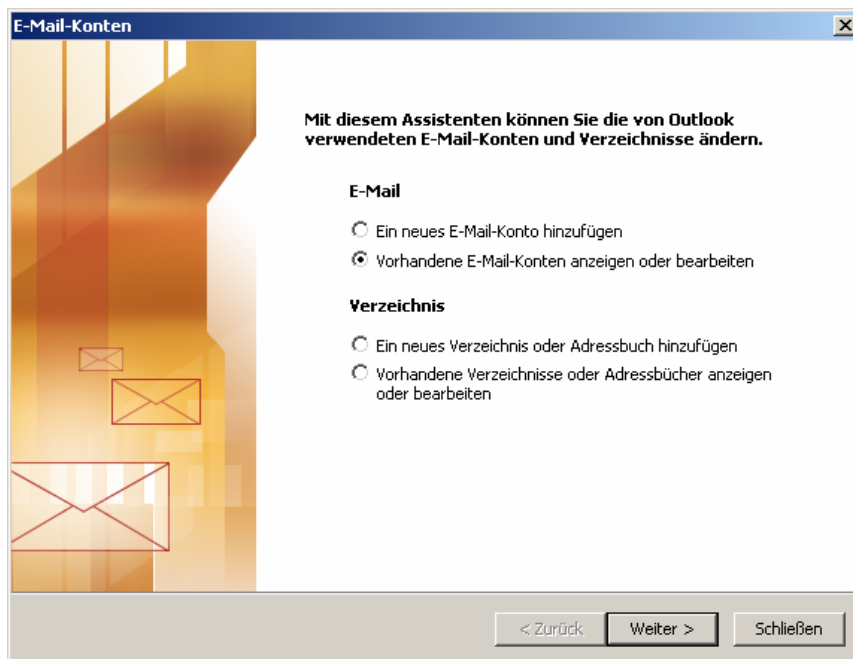 E-Mail-Konten
Mit diesem Assistenten können Sie die von Outlook
verwendeten E-Mail-Konten und Verzeichnisse ändern.
E-Mail
Ein neues E-Mail-Konto hinzufügen
Vorhandene E-Mail-Konten anzeigen oder bearbeiten
Verzeichnis
Ein neues Verzeichnis oder Adressbuch hinzufügen
Vorhandene Verzeichnisse oder Adressbücher anzeigen
oder bearbeiten
< Zurück Weiter > Schließen